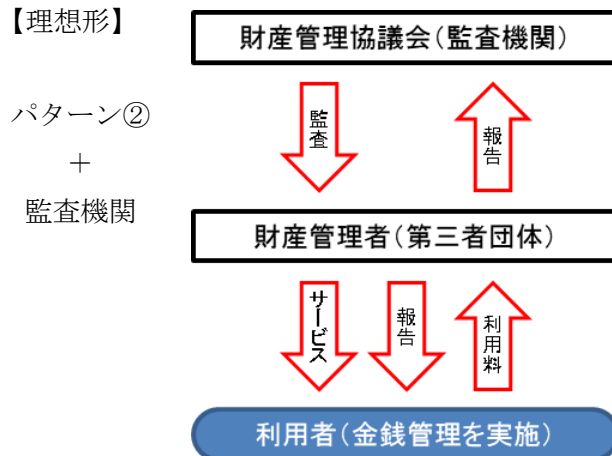 【理想形】
財産管理協議会(監査機関)
パターン②
+
監査機関
監査
報告
財産管理者(第三者団体)
サービス
報告
利用料
利用者(金銭管理を実施)